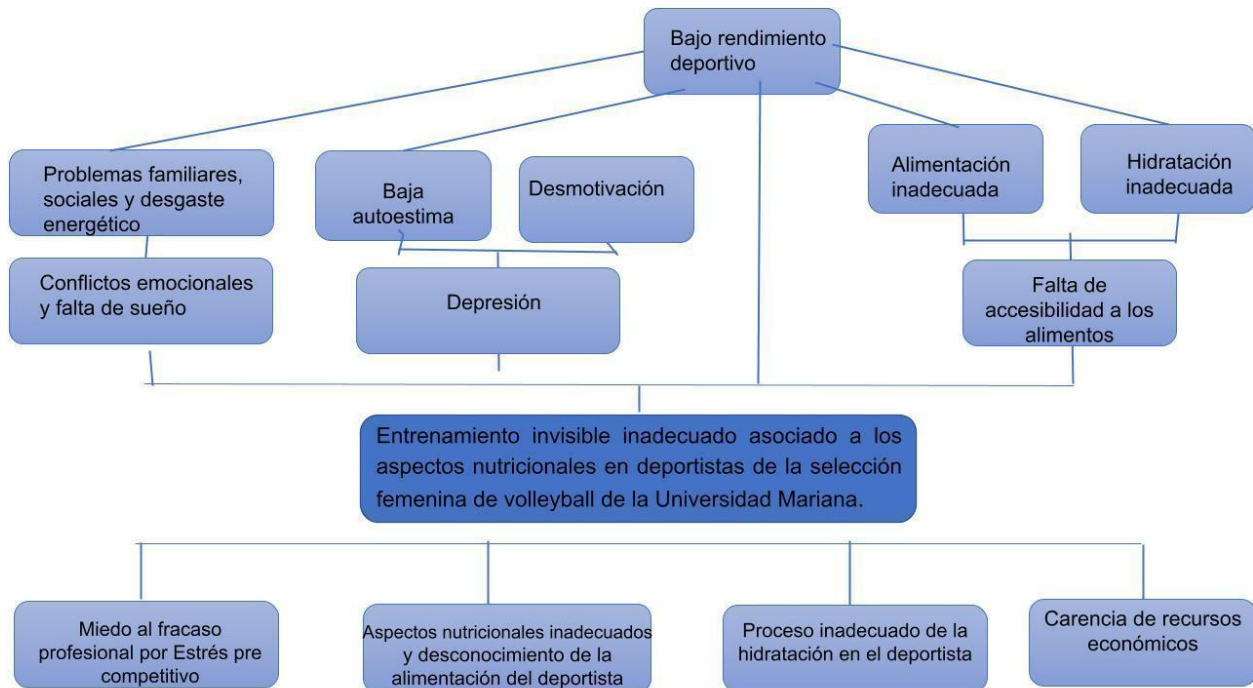 Bajo rendimiento
deportivo
Problemas familiares,
sociales y desgaste
energético
Baja
autoestima
Desmotivación
Alimentación
inadecuada
Hidratación
inadecuada
Conflictos emocionales
y falta de sueño
Depresión
Falta de
accesibilidad a los
alimentos
Entrenamiento invisible inadecuado asociado a los
aspectos nutricionales en deportistas de la selección
femenina de volleyball de la Universidad Mariana.
Miedo al fracaso
profesional por Estrés pre
competitivo
Aspectos nutricionales inadecuados
y desconocimiento de la
alimentación del deportista
Proceso inadecuado de la
hidratación en el deportista
Carencia de recursos
económicos